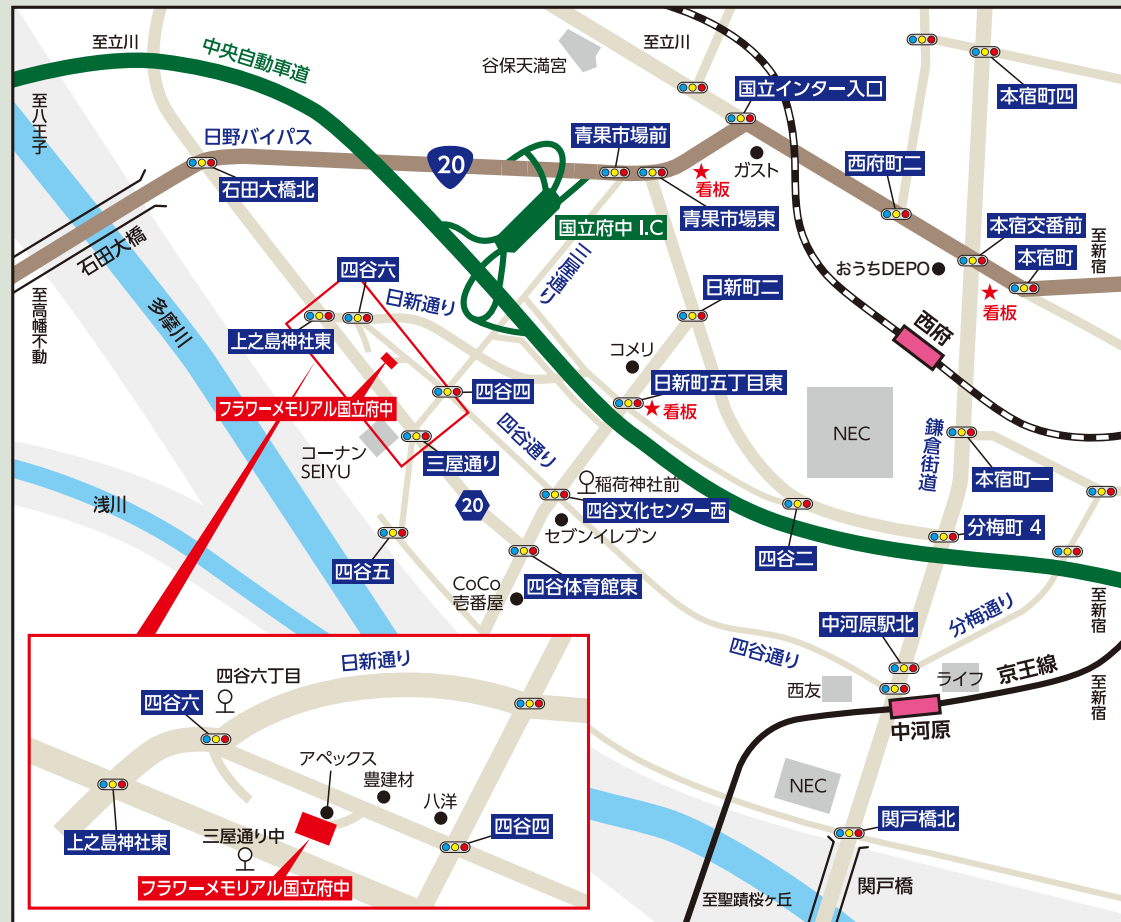 至立川
中央自動車道
至立川
谷保天満宮
国立インター入口
本宿町四
至八王子
日野バイパス
20
青果市場前
ガスト
西府町二
石田大橋北
看板
青果市場東
国立府中 I.C
本宿交番前
至新宿
石田大橋
本宿町
三屋通り
おうちDEPO
四谷六
日新通り
日新町二
看板
至高幡不動
多摩川
上之島神社東
西府
コメリ
日新町五丁目東
四谷四
看板
フラワーメモリアル国立府中
NEC
鎌倉街道
四谷通り
コーナン
SEIYU
三屋通り
本宿町一
稲荷神社前
浅川
20
四谷文化センター西
分梅町 4
セブンイレブン
四谷二
四谷五
CoCo
壱番屋
四谷体育館東
至新宿
中河原駅北
分梅通り
四谷通り
西友
ライフ
京王線
至新宿
中河原
日新通り
四谷六丁目
四谷六
アペックス
豊建材
八洋
NEC
上之島神社東
三屋通り中
四谷四
関戸橋北
フラワーメモリアル国立府中
至聖蹟桜ヶ丘
関戸橋